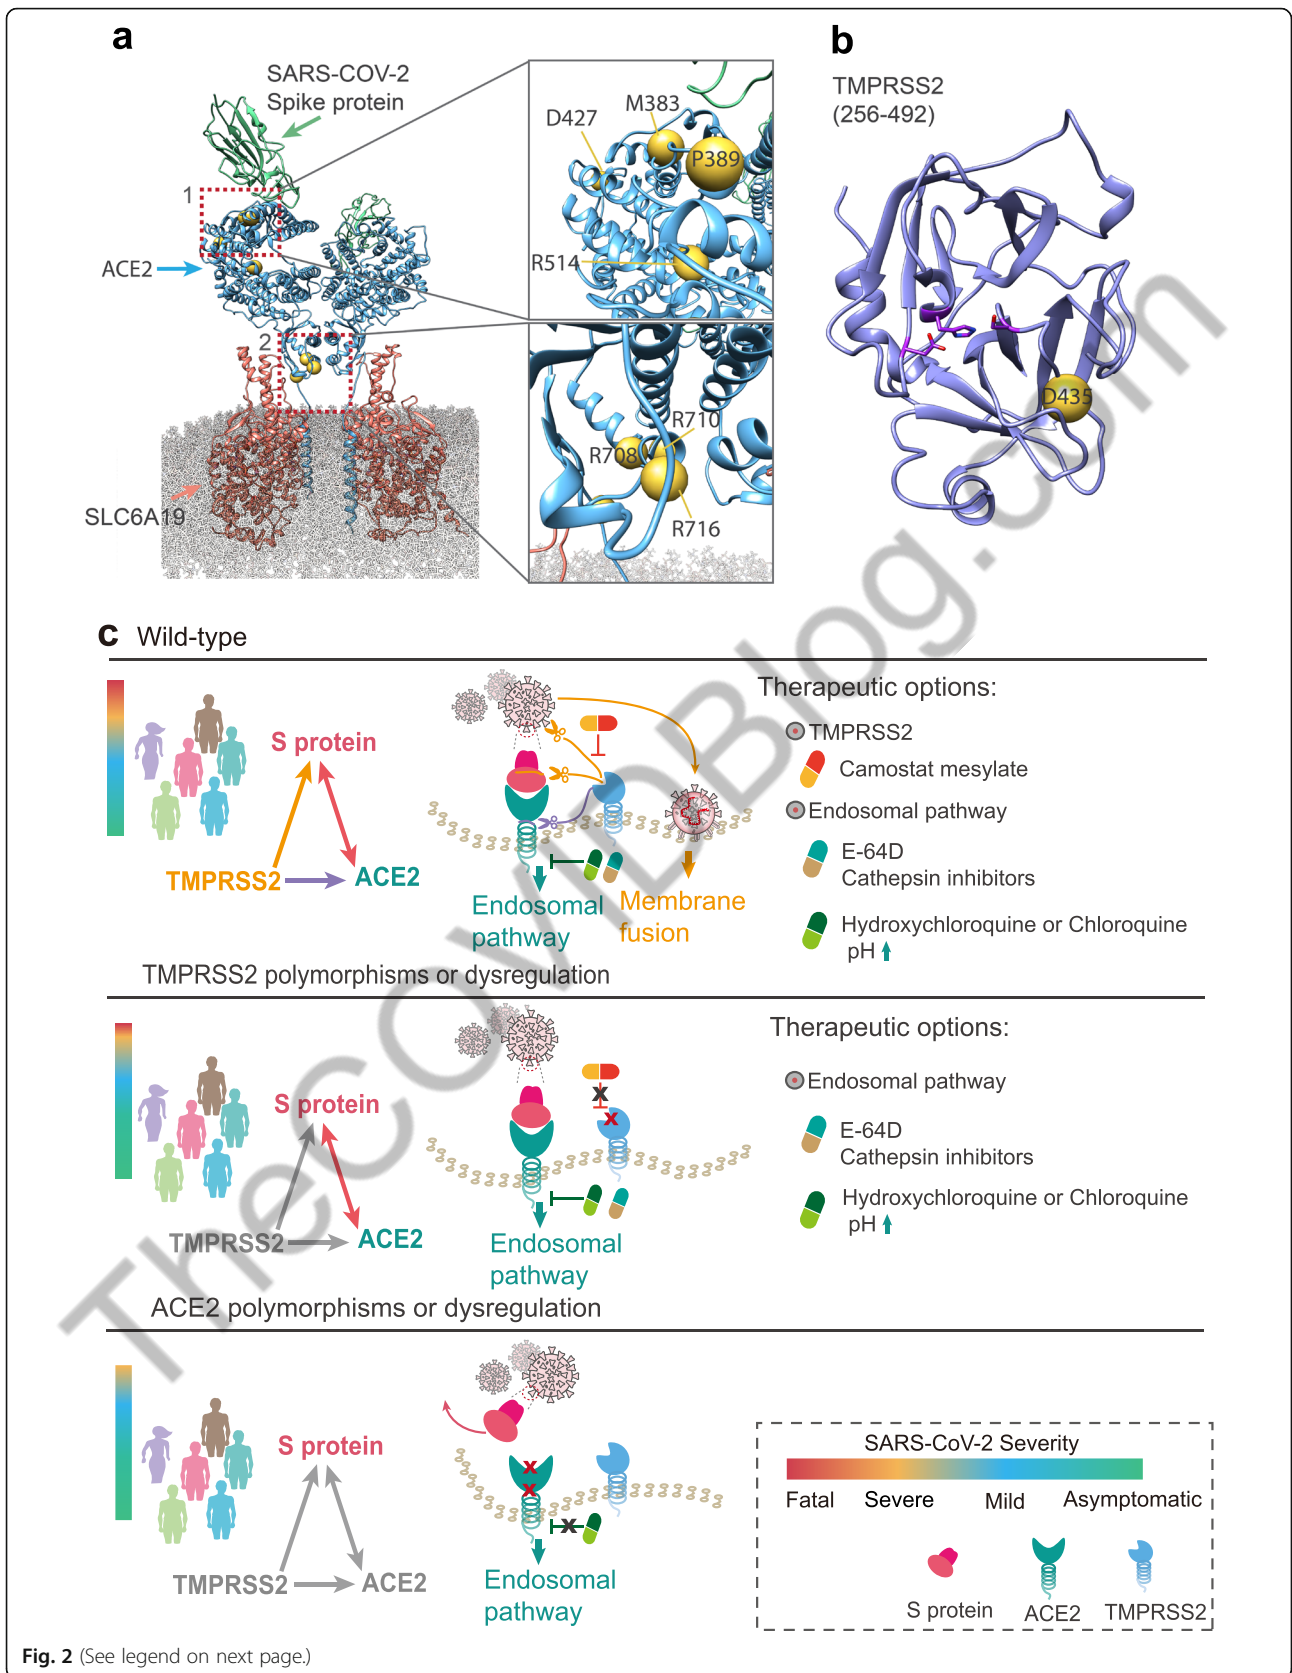 a
SARS-COV-2
Spike protein
1
ACE2
2
SLC6A19
D427
M383
P389
R514
R710
R708
R716
b
TMPRSS2
(256-492)
D435
c Wild-type
S protein
TMPRSS2
ACE2
Endosomal
pathway
Membrane
fusion
Therapeutic options:
TMPRSS2
Camostat mesylate
Endosomal pathway
E-64D
Cathepsin inhibitors
Hydroxychloroquine or Chloroquine
pH
TMPRSS2 polymorphisms or dysregulation
S protein
TMPRSS2
ACE2
X
X
Endosomal
pathway
Therapeutic options:
Endosomal pathway
E-64D
Cathepsin inhibitors
Hydroxychloroquine or Chloroquine
pH
ACE2 polymorphisms or dysregulation
S protein
TMPRSS2
ACE2
X
X
X
Endosomal
pathway
SARS-CoV-2 Severity
Fatal Severe Mild Asymptomatic
S protein ACE2 TMPRSS2
Fig. 2 (See legend on next page.)
TheCOVIDBlog.com